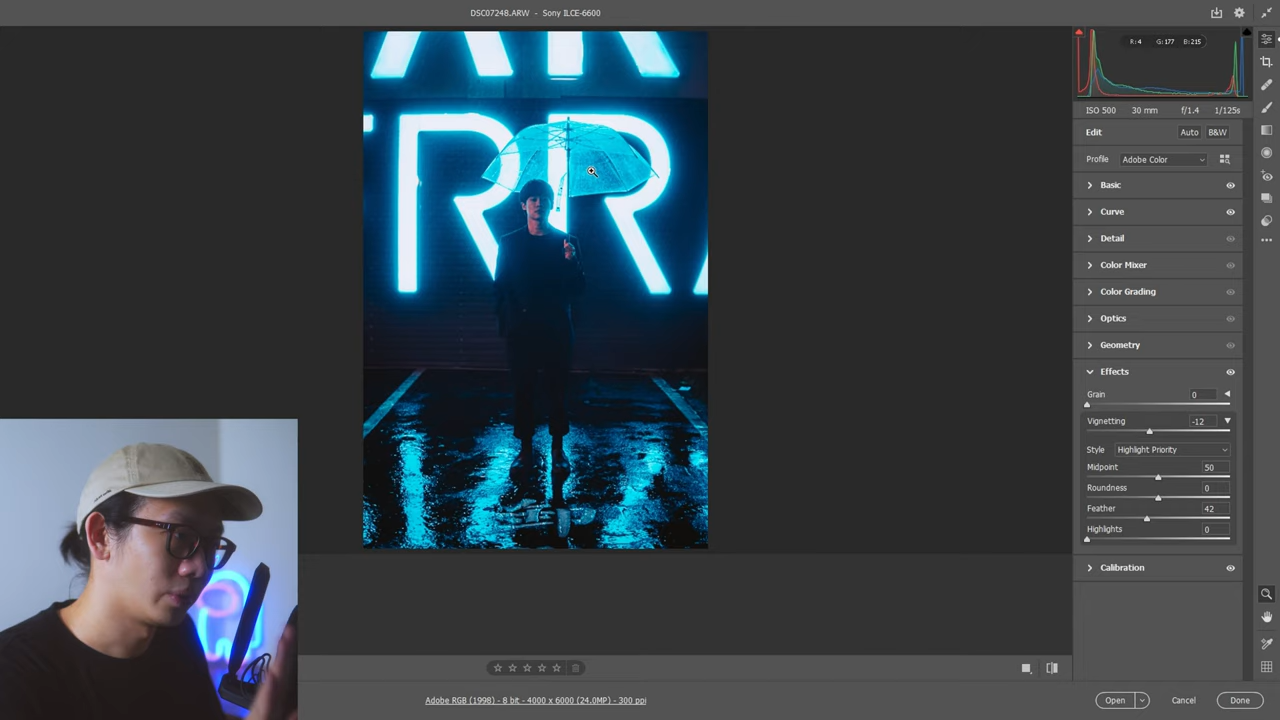 DSC07248.ARW - Sony ILCE-6600
R:4 G:177 B:215
ISO 500 30 mm f/1.4 1/125s
Edit Auto B&W
Profile Adobe Color
Basic
Curve
Detail
Color Mixer
Color Grading
Optics
Geometry
Effects
Grain 0
Vignetting -12
Style Highlight Priority
Midpoint 50
Roundness 0
Feather 42
Highlights 0
Calibration
AR
TRRA
Adobe RGB (1998) - 8 bit - 4000 x 6000 (24.0MP) - 300 ppi
Open Cancel Done